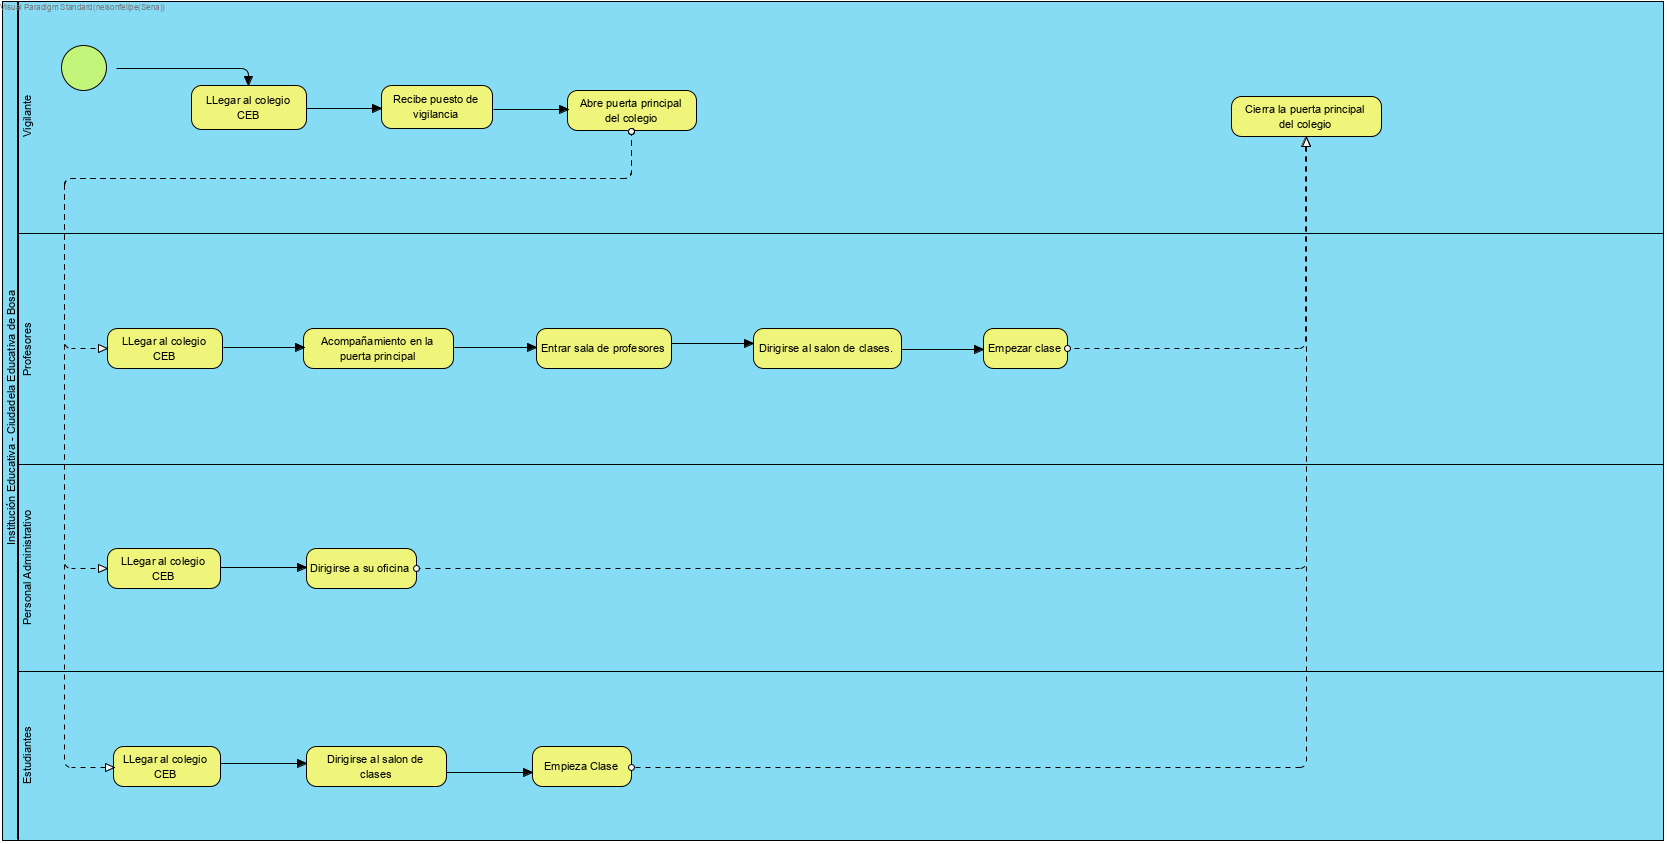 Visual Paradigm Standard(nelsonfelipe(Sena))
Institución Educativa - Ciudadela Educativa de Bosa
Vigilante
LLegar al colegio
CEB
Recibe puesto de
vigilancia
Abre puerta principal
del colegio
Cierra la puerta principal
del colegio
Profesores
LLegar al colegio
CEB
Acompañamiento en la
puerta principal
Entrar sala de profesores
Dirigirse al salon de clases.
Empezar clase
Personal Administrativo
LLegar al colegio
CEB
Dirigirse a su oficina
Estudiantes
LLegar al colegio
CEB
Dirigirse al salon de
clases
Empieza Clase